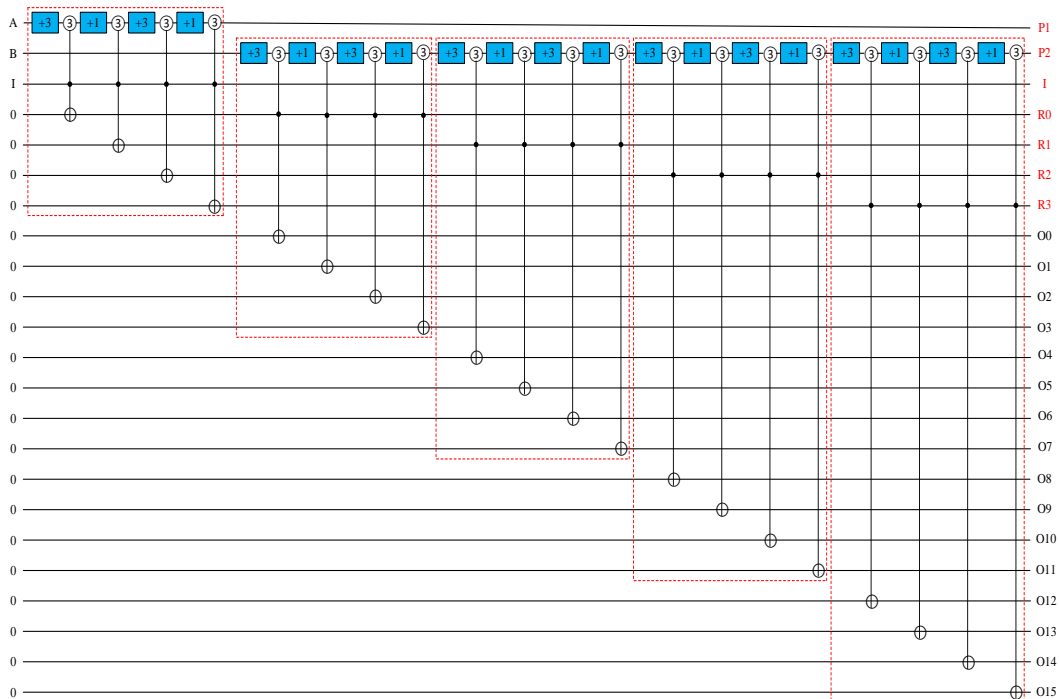 A +3 3 +1 3 +3 3 +1 3 P1
B +3 3 +1 3 +3 3 +1 3 +3 3 +1 3 +3 3 +1 3 +3 3 +1 3 +3 3 +1 3 +3 3 +1 3 +3 3 +1 3 P2
I I
0 R0
0 R1
0 R2
0 R3
0 O0
0 O1
0 O2
0 O3
0 O4
0 O5
0 O6
0 O7
0 O8
0 O9
0 O10
0 O11
0 O12
0 O13
0 O14
0 O15